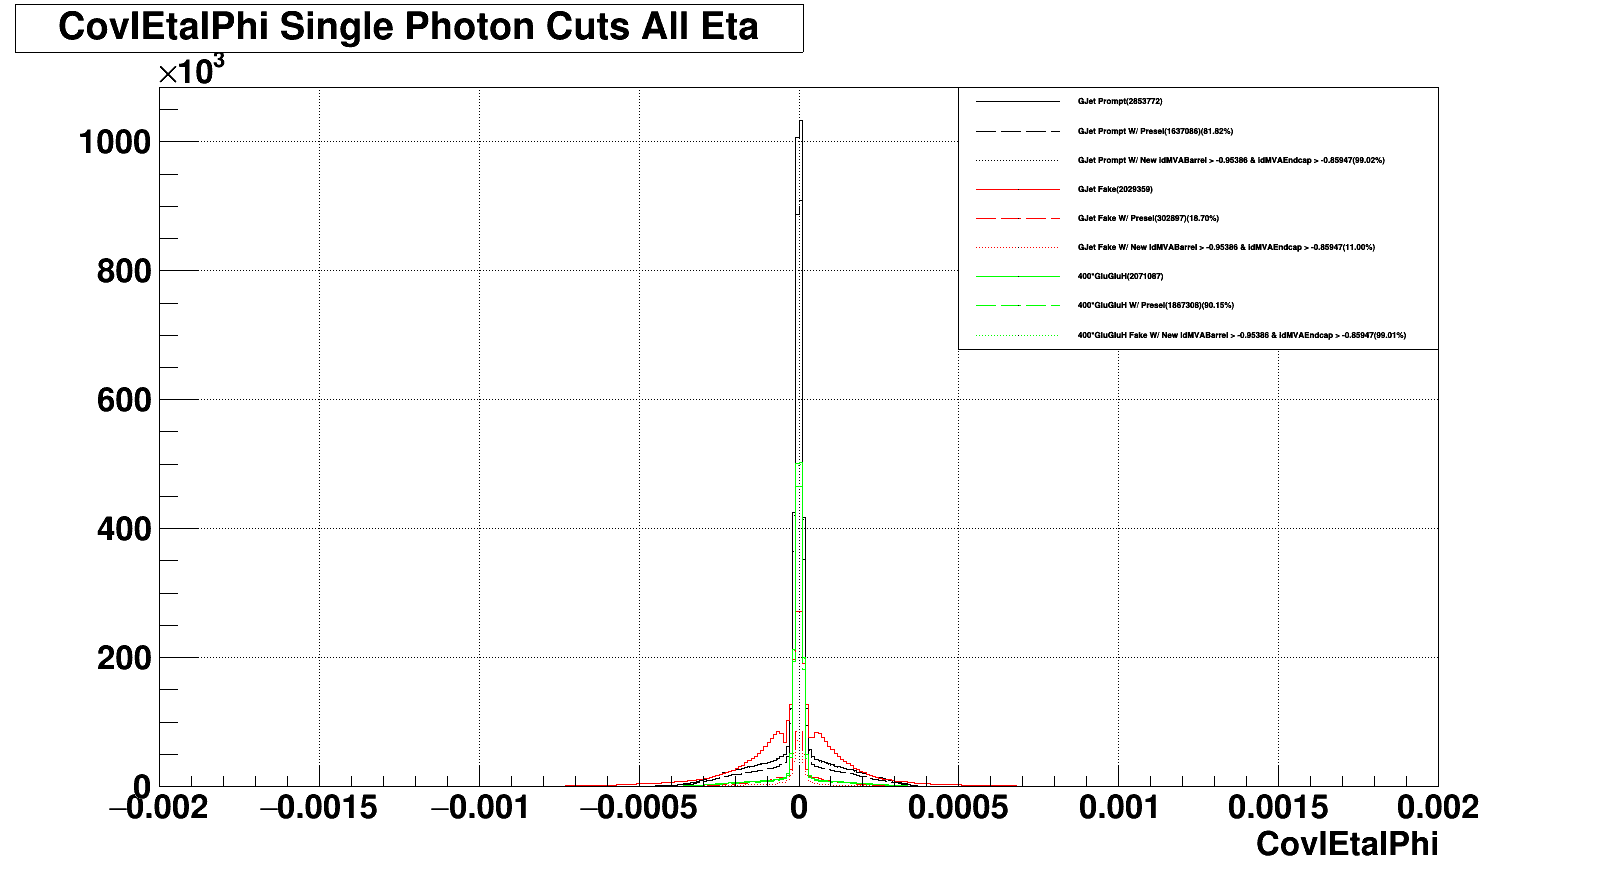 CovIEtaIPhi Single Photon Cuts All Eta
×10³
GJet Prompt(2853772)
GJet Prompt W/ Presel(1637086)(81.82%)
GJet Prompt W/ New IdMVABarrel > -0.95386 & IdMVAEndcap > -0.85947(99.02%)
GJet Fake(2029359)
GJet Fake W/ Presel(302897)(18.70%)
GJet Fake W/ New IdMVABarrel > -0.95386 & IdMVAEndcap > -0.85947(11.00%)
400*GluGluH(2071087)
400*GluGluH W/ Presel(1867308)(90.15%)
400*GluGluH Fake W/ New IdMVABarrel > -0.95386 & IdMVAEndcap > -0.85947(99.01%)
1000
800
600
400
200
0
−0.002 −0.0015 −0.001 −0.0005 0 0.0005 0.001 0.0015 0.002
CovIEtaIPhi